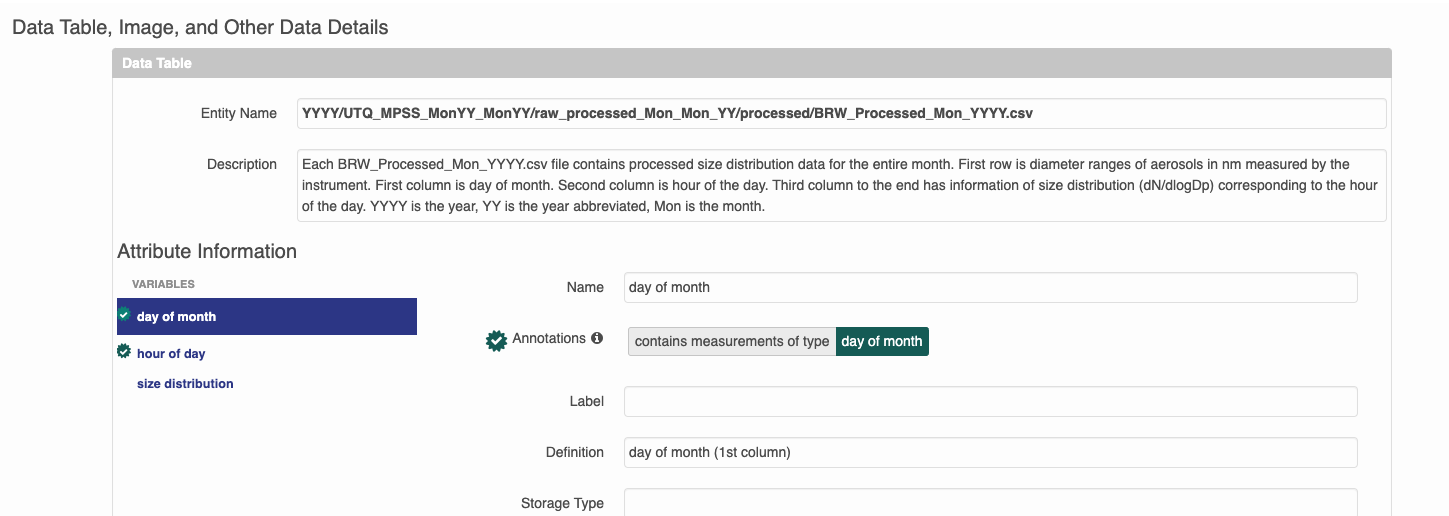 Data Table, Image, and Other Data Details
Data Table
Entity Name
YYYY/UTQ_MPSS_MonYY_MonYY/raw_processed_Mon_Mon_YY/processed/BRW_Processed_Mon_YYYY.csv
Description
Each BRW_Processed_Mon_YYYY.csv file contains processed size distribution data for the entire month. First row is diameter ranges of aerosols in nm measured by the
instrument. First column is day of month. Second column is hour of the day. Third column to the end has information of size distribution (dN/dlogDp) corresponding to the hour
of the day. YYYY is the year, YY is the year abbreviated, Mon is the month.
Attribute Information
VARIABLES
day of month
hour of day
size distribution
Name
day of month
Annotations
contains measurements of type day of month
Label
Definition
day of month (1st column)
Storage Type